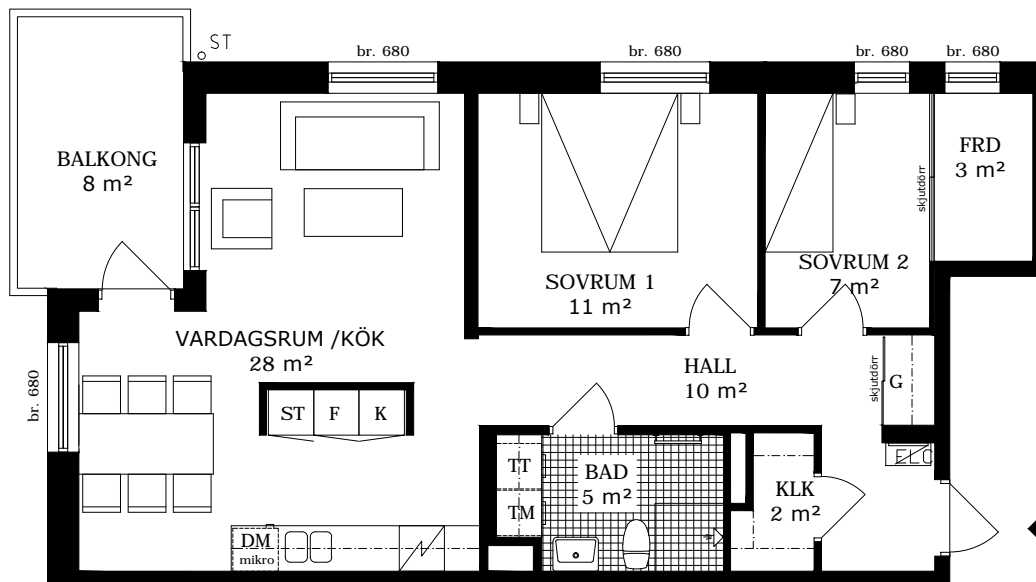 ST
br. 680
br. 680
br. 680
br. 680
BALKONG
8 m²
FRD
3 m²
skjutdörr
SOVRUM 1
11 m²
SOVRUM 2
7 m²
VARDAGSRUM /KÖK
28 m²
br. 680
HALL
10 m²
skjutdörr
G
ST
F
K
ELC
TT
TM
BAD
5 m²
KLK
2 m²
DM
mikro